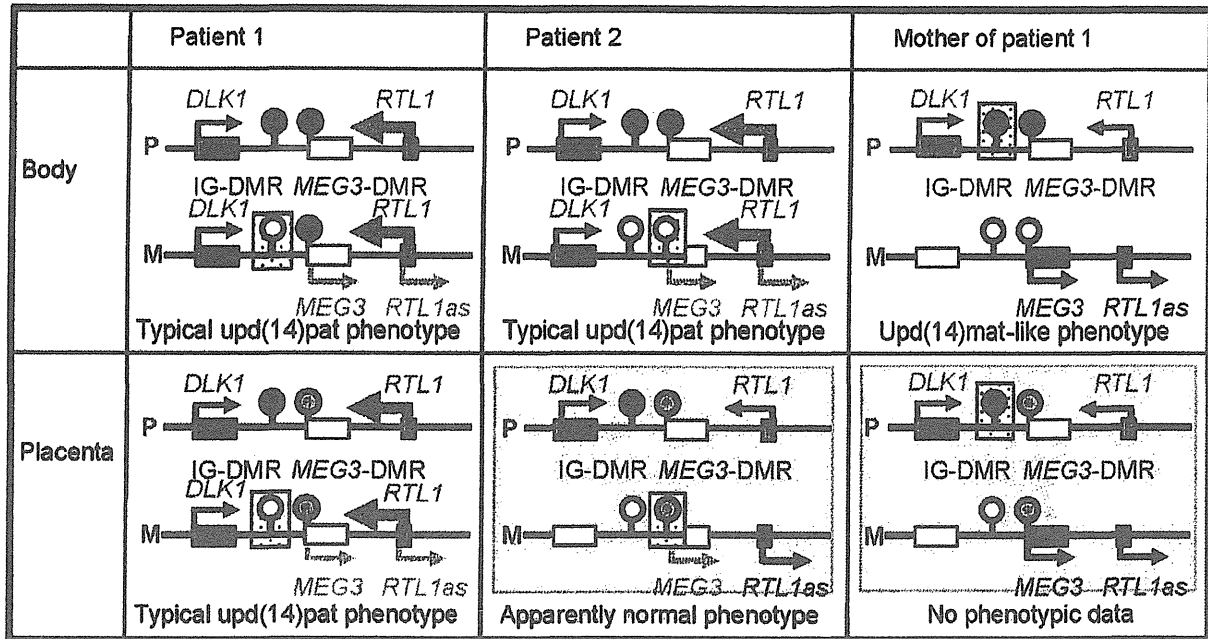 Patient 1 Patient 2 Mother of patient 1
Body
DLK1 RTL1 DLK1 RTL1 DLK1 RTL1
P P P
IG-DMR MEG3-DMR IG-DMR MEG3-DMR IG-DMR MEG3-DMR
DLK1 RTL1 DLK1 RTL1
M M M
MEG3 RTL1as MEG3 RTL1as MEG3 RTL1as
Typical upd(14)pat phenotype Typical upd(14)pat phenotype Upd(14)mat-like phenotype
Placenta
DLK1 RTL1 DLK1 RTL1 DLK1 RTL1
P P P
IG-DMR MEG3-DMR IG-DMR MEG3-DMR IG-DMR MEG3-DMR
DLK1 RTL1
M M M
MEG3 RTL1as MEG3 RTL1as MEG3 RTL1as
Typical upd(14)pat phenotype Apparently normal phenotype No phenotypic data